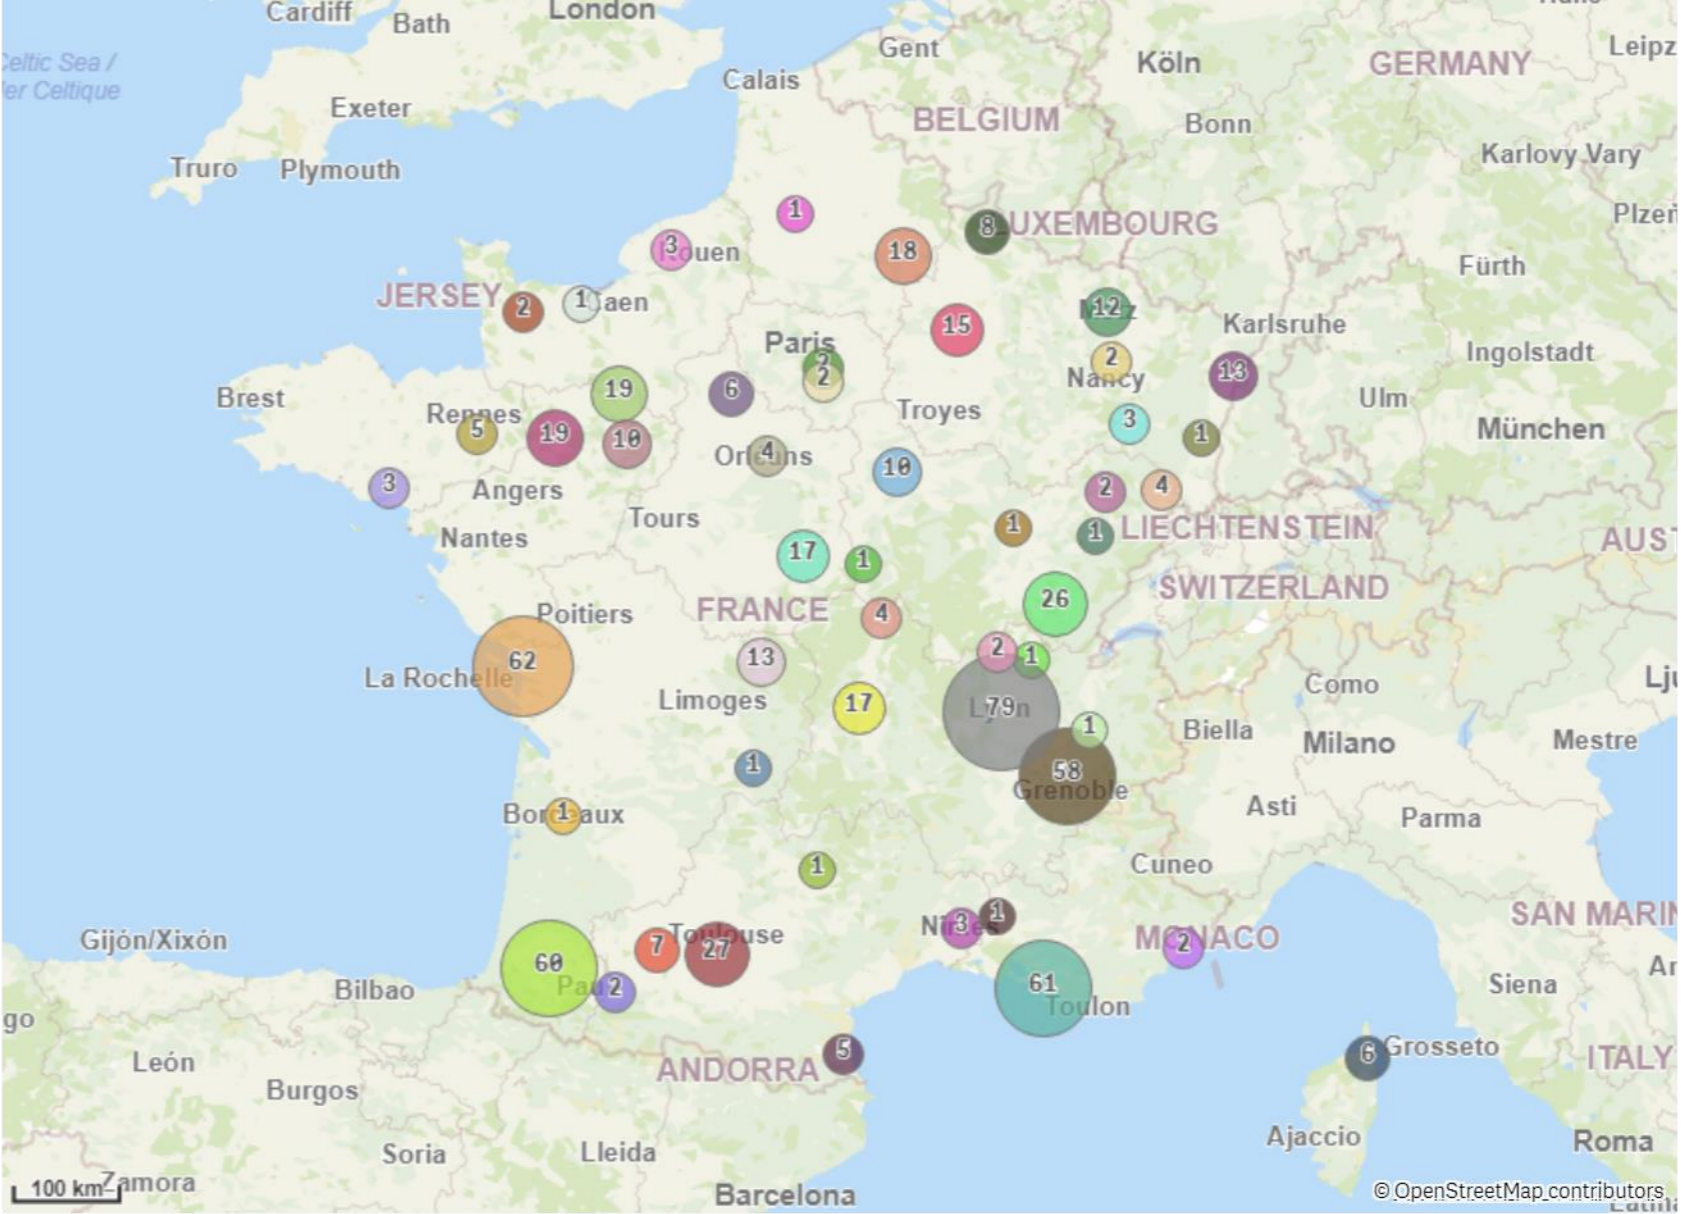 Cardiff
Bath
London
Gent
Köln
GERMANY
Leipz
Celtic Sea /
er Celtique
Calais
Exeter
BELGIUM
Bonn
Truro
Plymouth
Karlovy Vary
1
8
UXEMBOURG
Plzeň
3
ouen
18
Fürth
JERSEY
2
1
aen
12
15
Karlsruhe
Paris
2
2
2
Nancy
13
Ingolstadt
Brest
19
6
Ulm
Rennes
5
19
10
Troyes
3
1
München
Orléans
4
10
3
Angers
2
4
Tours
Nantes
1
1
LIECHTENSTEIN
AUST
17
1
SWITZERLAND
26
FRANCE
4
Poitiers
62
13
2
1
La Rochelle
Como
Limoges
17
Lyon
79
1
Biella
Milano
Mestre
1
58
Grenoble
Bordeaux
1
Asti
Parma
1
Cuneo
Gijón/Xixón
7
Toulouse
27
Nîmes
3
1
MONACO
2
SAN MARIN
60
Pau
2
61
Toulon
Bilbao
Siena
go
León
ANDORRA
5
6
Grosseto
ITALY
Burgos
Soria
Lleida
Ajaccio
Roma
100 km
Zamora
Barcelona
© OpenStreetMap contributors